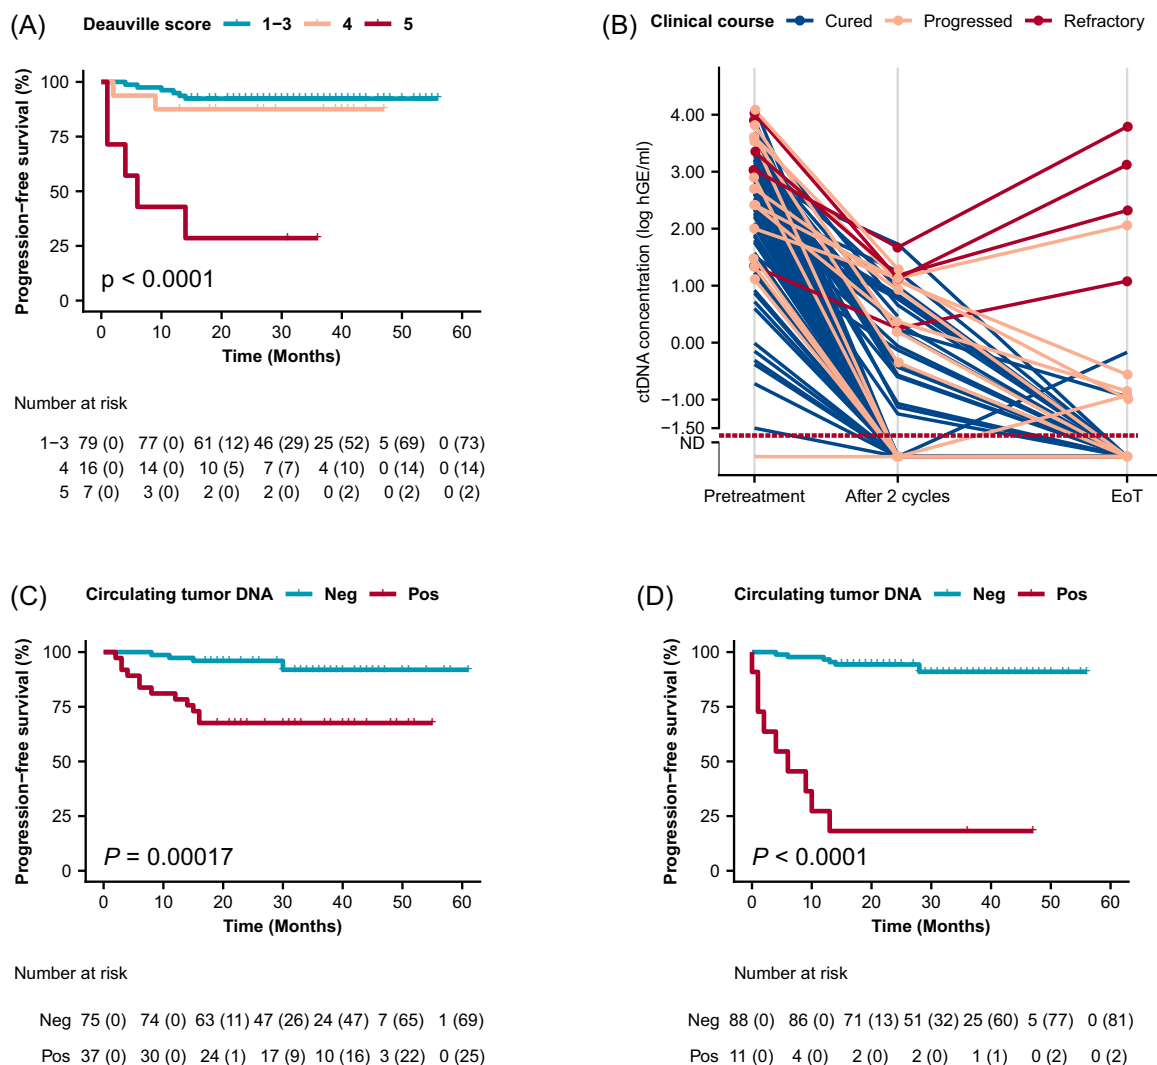 (A) Deauville score 1−3 4 5
Progression−free survival (%)
100
75
50
25
0
p < 0.0001
0 10 20 30 40 50 60
Time (Months)
Number at risk
1−3 79 (0) 77 (0) 61 (12) 46 (29) 25 (52) 5 (69) 0 (73)
4 16 (0) 14 (0) 10 (5) 7 (7) 4 (10) 0 (14) 0 (14)
5 7 (0) 3 (0) 2 (0) 2 (0) 0 (2) 0 (2) 0 (2)
(B) Clinical course Cured Progressed Refractory
ctDNA concentration (log hGE/ml)
4.00
3.00
2.00
1.00
0.00
−1.00
−1.50
ND
Pretreatment After 2 cycles EoT
(C) Circulating tumor DNA Neg Pos
Progression−free survival (%)
100
75
50
25
0
P = 0.00017
0 10 20 30 40 50 60
Time (Months)
Number at risk
Neg 75 (0) 74 (0) 63 (11) 47 (26) 24 (47) 7 (65) 1 (69)
Pos 37 (0) 30 (0) 24 (1) 17 (9) 10 (16) 3 (22) 0 (25)
(D) Circulating tumor DNA Neg Pos
Progression−free survival (%)
100
75
50
25
0
P < 0.0001
0 10 20 30 40 50 60
Time (Months)
Number at risk
Neg 88 (0) 86 (0) 71 (13) 51 (32) 25 (60) 5 (77) 0 (81)
Pos 11 (0) 4 (0) 2 (0) 2 (0) 1 (1) 0 (2) 0 (2)